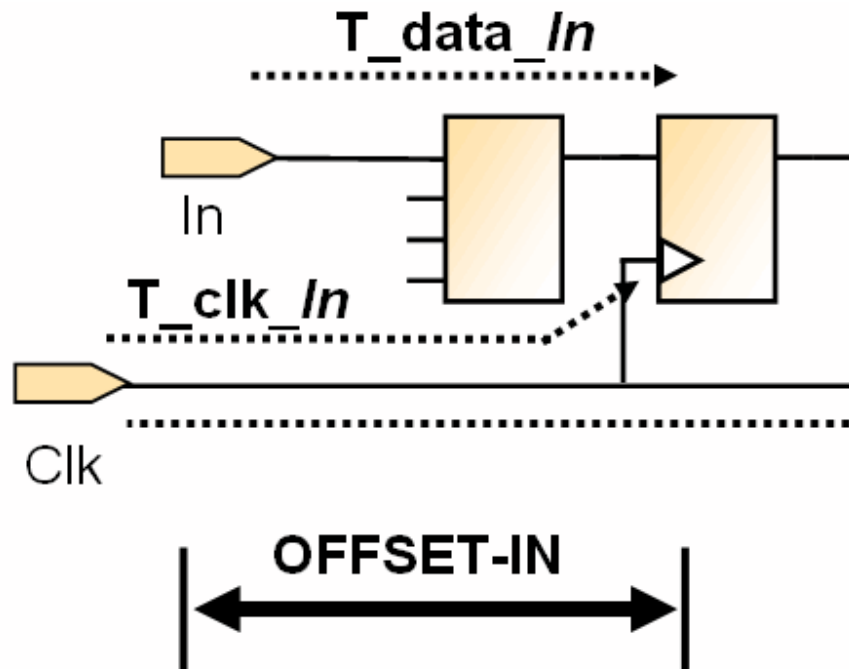 T_data_In
In
T_clk_In
Clk
OFFSET-IN